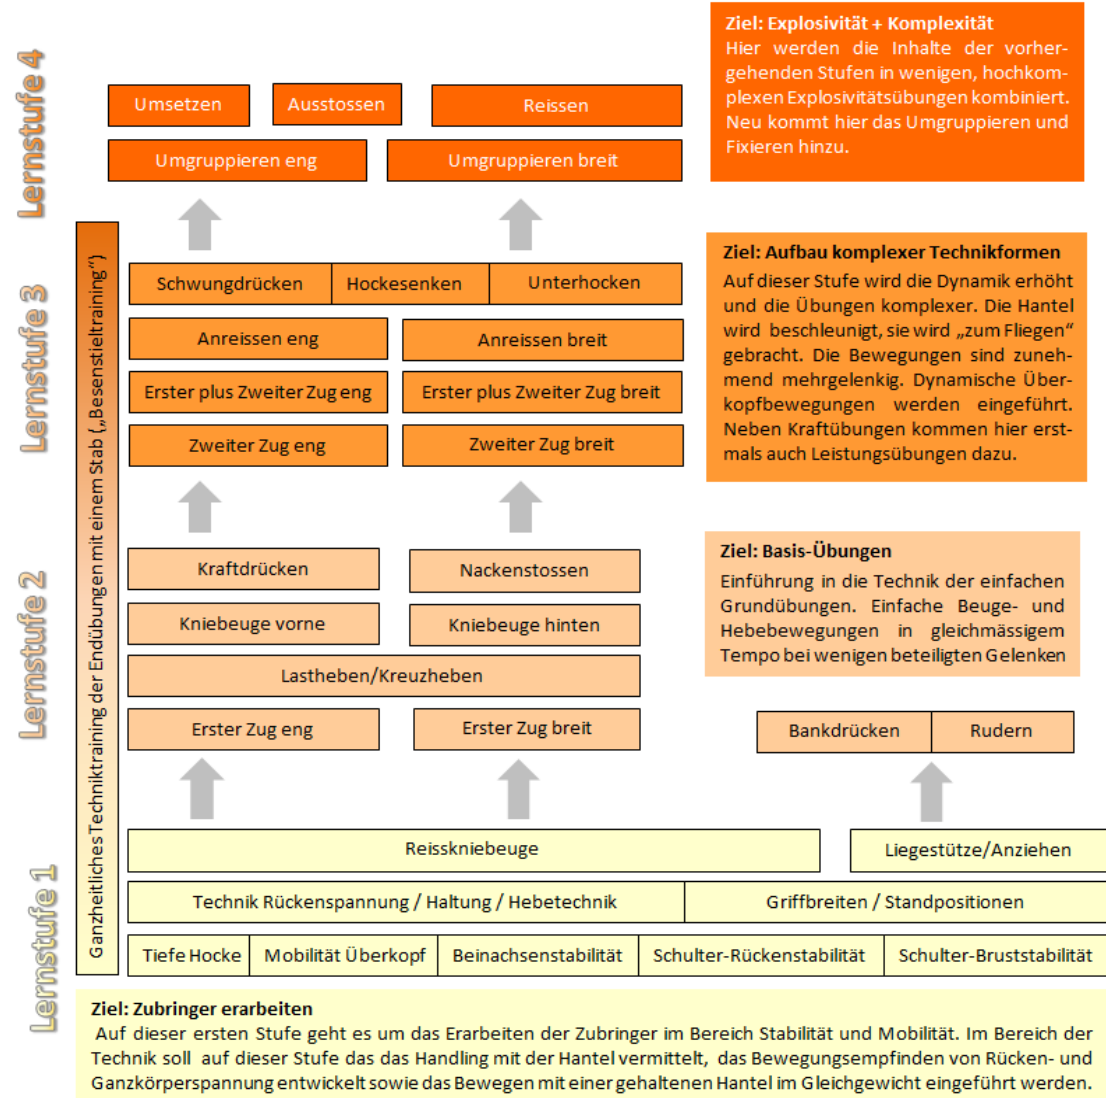 Lernstufe 4
Umsetzen
Ausstossen
Reissen
Umgruppieren eng
Umgruppieren breit
Ziel: Explosivität + Komplexität
Hier werden die Inhalte der vorher-
gehenden Stufen in wenigen, hochkom-
plexen Explosivitätsübungen kombiniert.
Neu kommt hier das Umgruppieren und
Fixieren hinzu.
Ganzheitliches Techniktraining der Endübungen mit einem Stab („Besenstieltraining“)
Lernstufe 3
Schwungdrücken
Hockesenken
Unterhocken
Anreissen eng
Anreissen breit
Erster plus Zweiter Zug eng
Erster plus Zweiter Zug breit
Zweiter Zug eng
Zweiter Zug breit
Ziel: Aufbau komplexer Technikformen
Auf dieser Stufe wird die Dynamik erhöht
und die Übungen komplexer. Die Hantel
wird beschleunigt, sie wird „zum Fliegen“
gebracht. Die Bewegungen sind zuneh-
mend mehrgelenkig. Dynamische Über-
kopfbewegungen werden eingeführt.
Neben Kraftübungen kommen hier erst-
mals auch Leistungsübungen dazu.
Lernstufe 2
Kraftdrücken
Nackenstossen
Kniebeuge vorne
Kniebeuge hinten
Lastheben/Kreuzheben
Erster Zug eng
Erster Zug breit
Ziel: Basis-Übungen
Einführung in die Technik der einfachen
Grundübungen. Einfache Beuge- und
Hebebewegungen in gleichmässigem
Tempo bei wenigen beteiligten Gelenken
Bankdrücken
Rudern
Lernstufe 1
Reisskniebeuge
Liegestütze/Anziehen
Technik Rückenspannung / Haltung / Hebetechnik
Griffbreiten / Standpositionen
Tiefe Hocke
Mobilität Überkopf
Beinachsenstabilität
Schulter-Rückenstabilität
Schulter-Bruststabilität
Ziel: Zubringer erarbeiten
Auf dieser ersten Stufe geht es um das Erarbeiten der Zubringer im Bereich Stabilität und Mobilität. Im Bereich der
Technik soll auf dieser Stufe das das Handling mit der Hantel vermittelt, das Bewegungsempfinden von Rücken- und
Ganzkörperspannung entwickelt sowie das Bewegen mit einer gehaltenen Hantel im Gleichgewicht eingeführt werden.